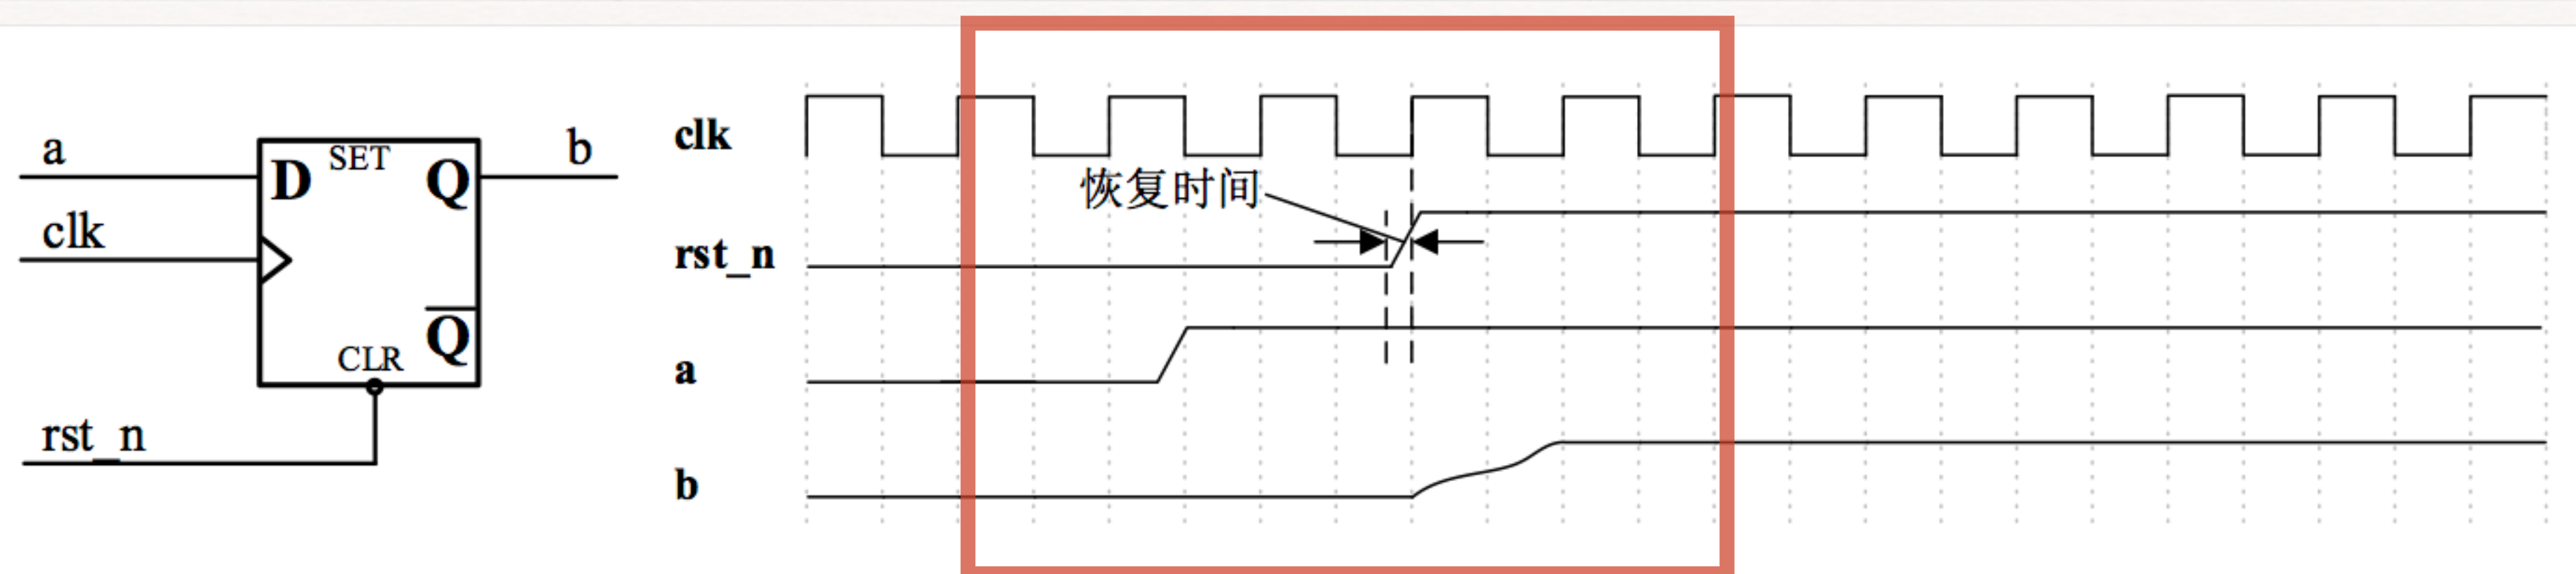 a
D
SET
Q
b
clk
Q
CLR
rst_n
clk
恢复时间
rst_n
a
b